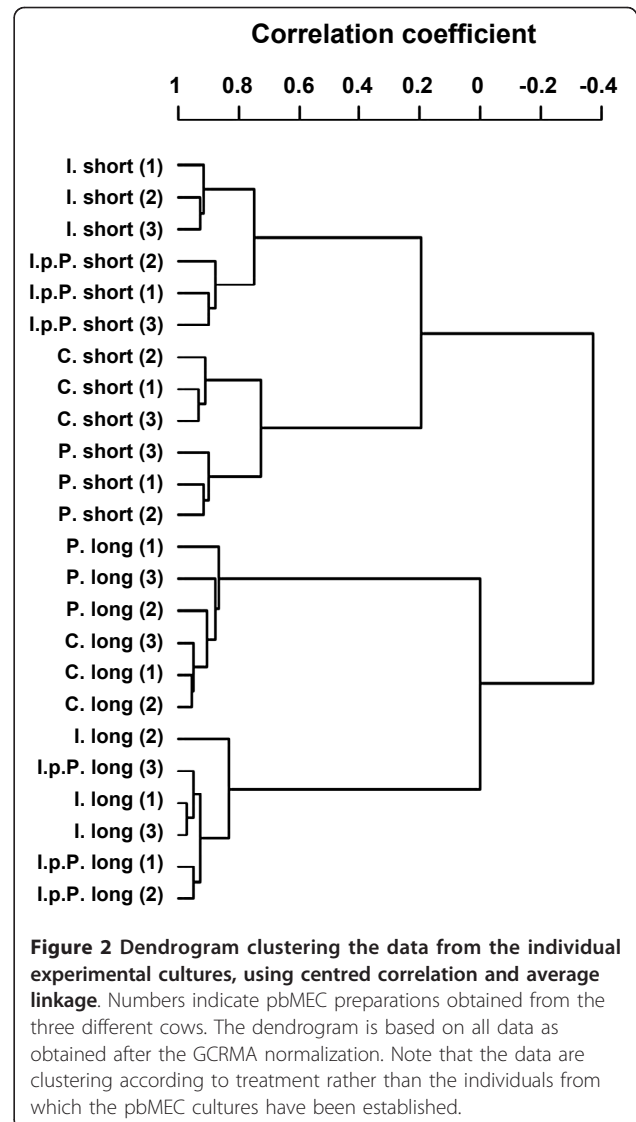 Correlation coefficient
1 0.8 0.6 0.4 0.2 0 -0.2 -0.4
I. short (1)
I. short (2)
I. short (3)
I.p.P. short (2)
I.p.P. short (1)
I.p.P. short (3)
C. short (2)
C. short (1)
C. short (3)
P. short (3)
P. short (1)
P. short (2)
P. long (1)
P. long (3)
P. long (2)
C. long (3)
C. long (1)
C. long (2)
I. long (2)
I.p.P. long (3)
I. long (1)
I. long (3)
I.p.P. long (1)
I.p.P. long (2)
Figure 2 Dendrogram clustering the data from the individual
experimental cultures, using centred correlation and average
linkage. Numbers indicate pbMEC preparations obtained from the
three different cows. The dendrogram is based on all data as
obtained after the GCRMA normalization. Note that the data are
clustering according to treatment rather than the individuals from
which the pbMEC cultures have been established.